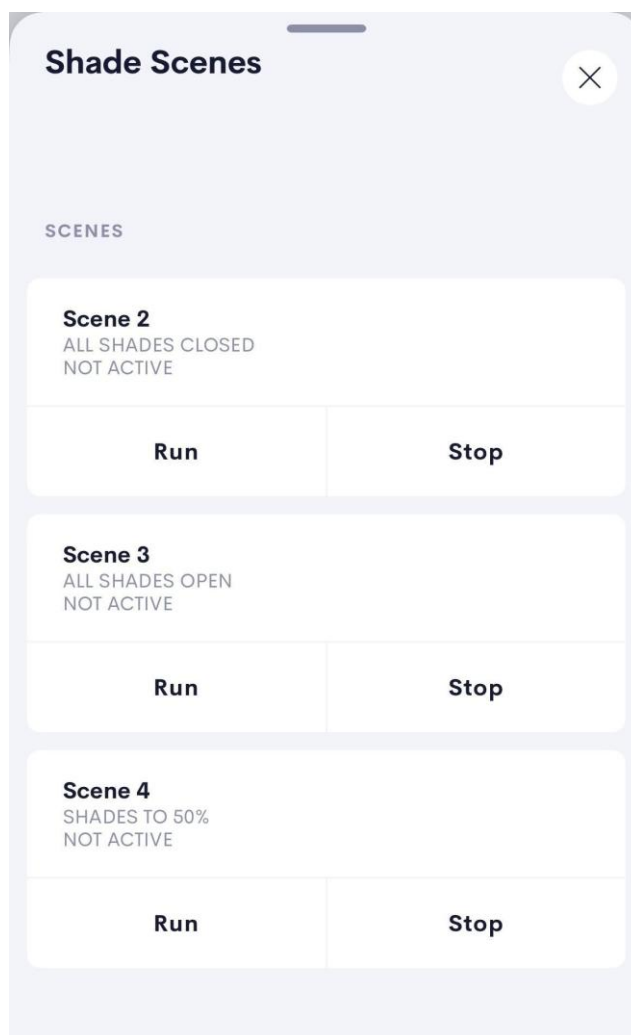 Shade Scenes
SCENES
Scene 2
ALL SHADES CLOSED
NOT ACTIVE
Run Stop
Scene 3
ALL SHADES OPEN
NOT ACTIVE
Run Stop
Scene 4
SHADES TO 50%
NOT ACTIVE
Run Stop